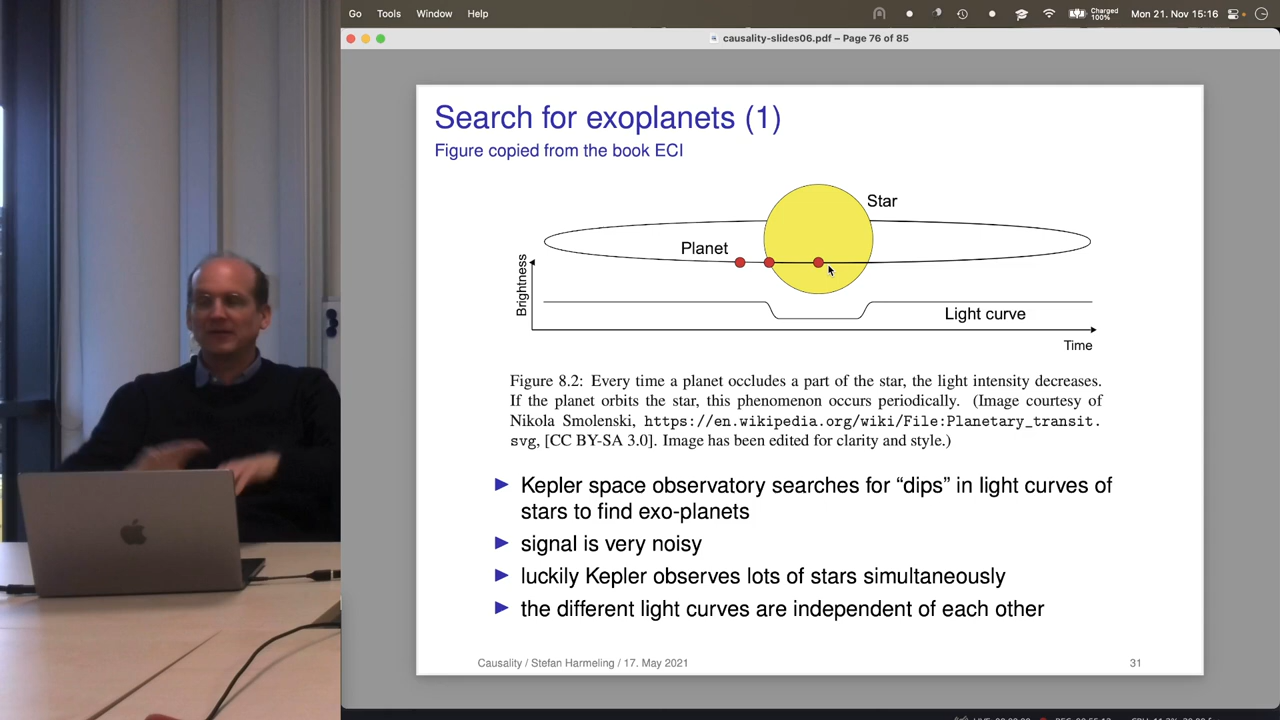 Go Tools Window Help
Charged
100%
Mon 21. Nov 15:16
causality-slides06.pdf – Page 76 of 85
Search for exoplanets (1)
Figure copied from the book ECI
Star
Planet
Brightness
Light curve
Time
Figure 8.2: Every time a planet occludes a part of the star, the light intensity decreases.
If the planet orbits the star, this phenomenon occurs periodically. (Image courtesy of
Nikola Smolenski, https://en.wikipedia.org/wiki/File:Planetary_transit.
svg, [CC BY-SA 3.0]. Image has been edited for clarity and style.)
▶ Kepler space observatory searches for “dips” in light curves of
stars to find exo-planets
▶ signal is very noisy
▶ luckily Kepler observes lots of stars simultaneously
▶ the different light curves are independent of each other
Causality / Stefan Harmeling / 17. May 2021
31